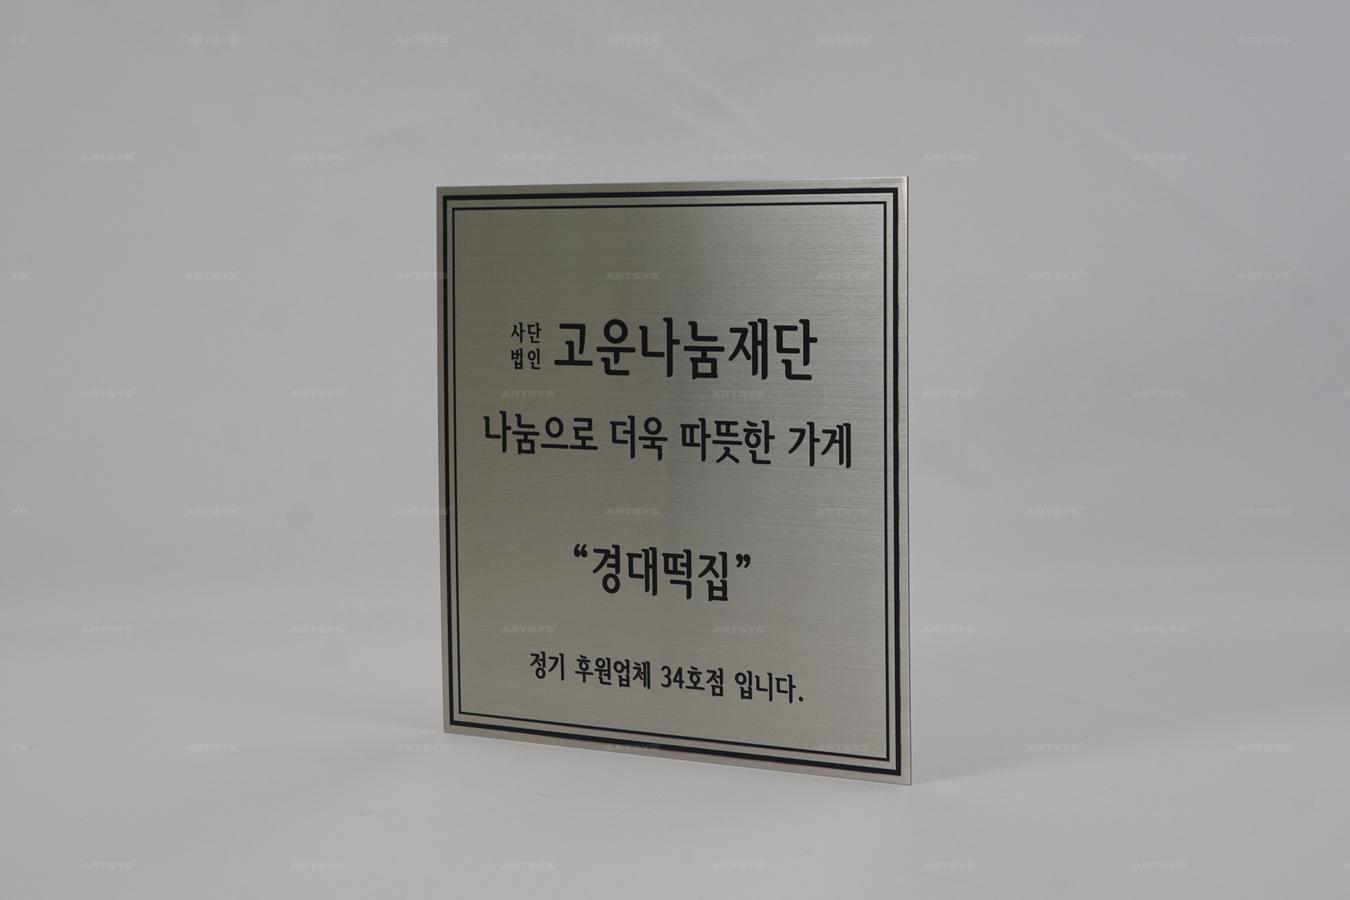 사단
법인 고운나눔재단
나눔으로 더욱 따뜻한 가게
“경대떡집”
정기 후원업체 34호점 입니다.
ARTSYS